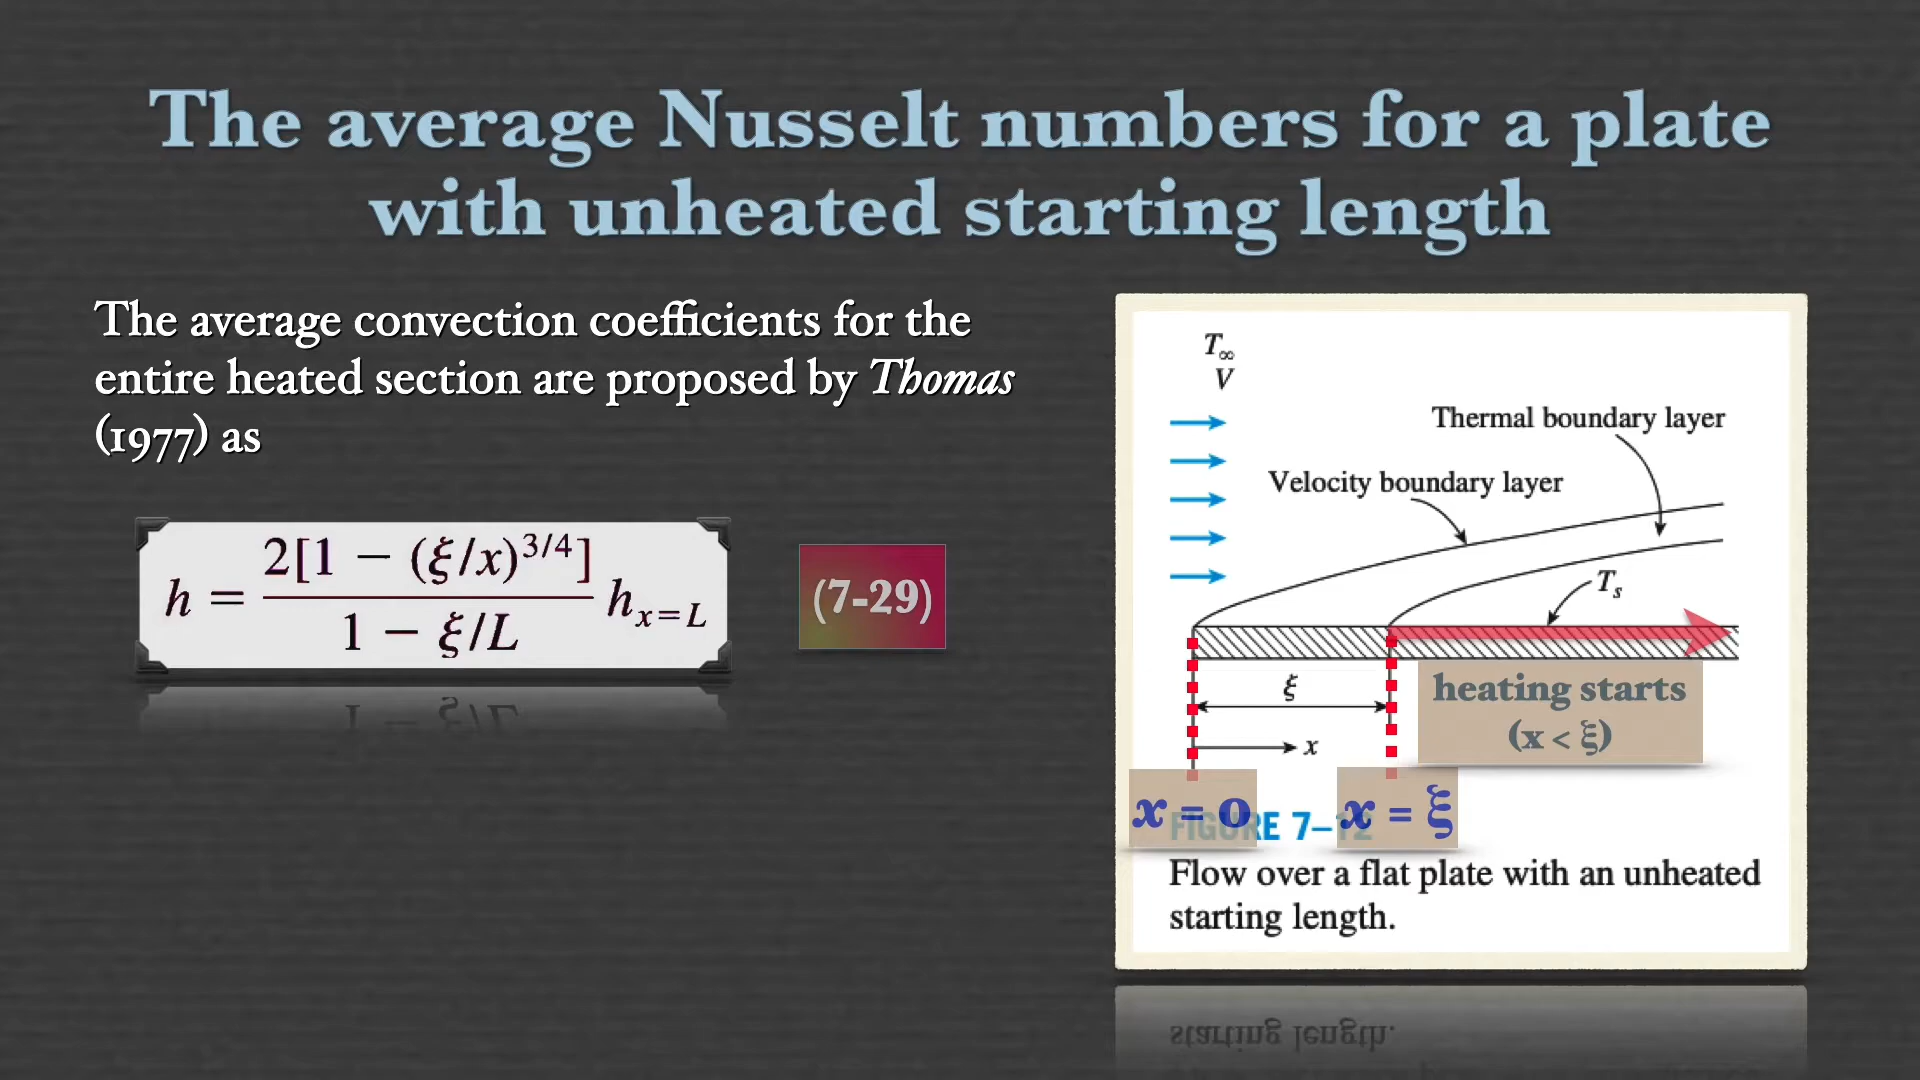 The average Nusselt numbers for a plate
with unheated starting length
The average convection coefficients for the
entire heated section are proposed by Thomas
(1977) as
h = 2[1 − (ξ/x)^{3/4}] / 1 − ξ/L h_{x=L}
(7-29)
T∞
V
Thermal boundary layer
Velocity boundary layer
Ts
ξ
heating starts
(x < ξ)
x
x = 0
x = ξ
FIGURE 7–12
Flow over a flat plate with an unheated
starting length.